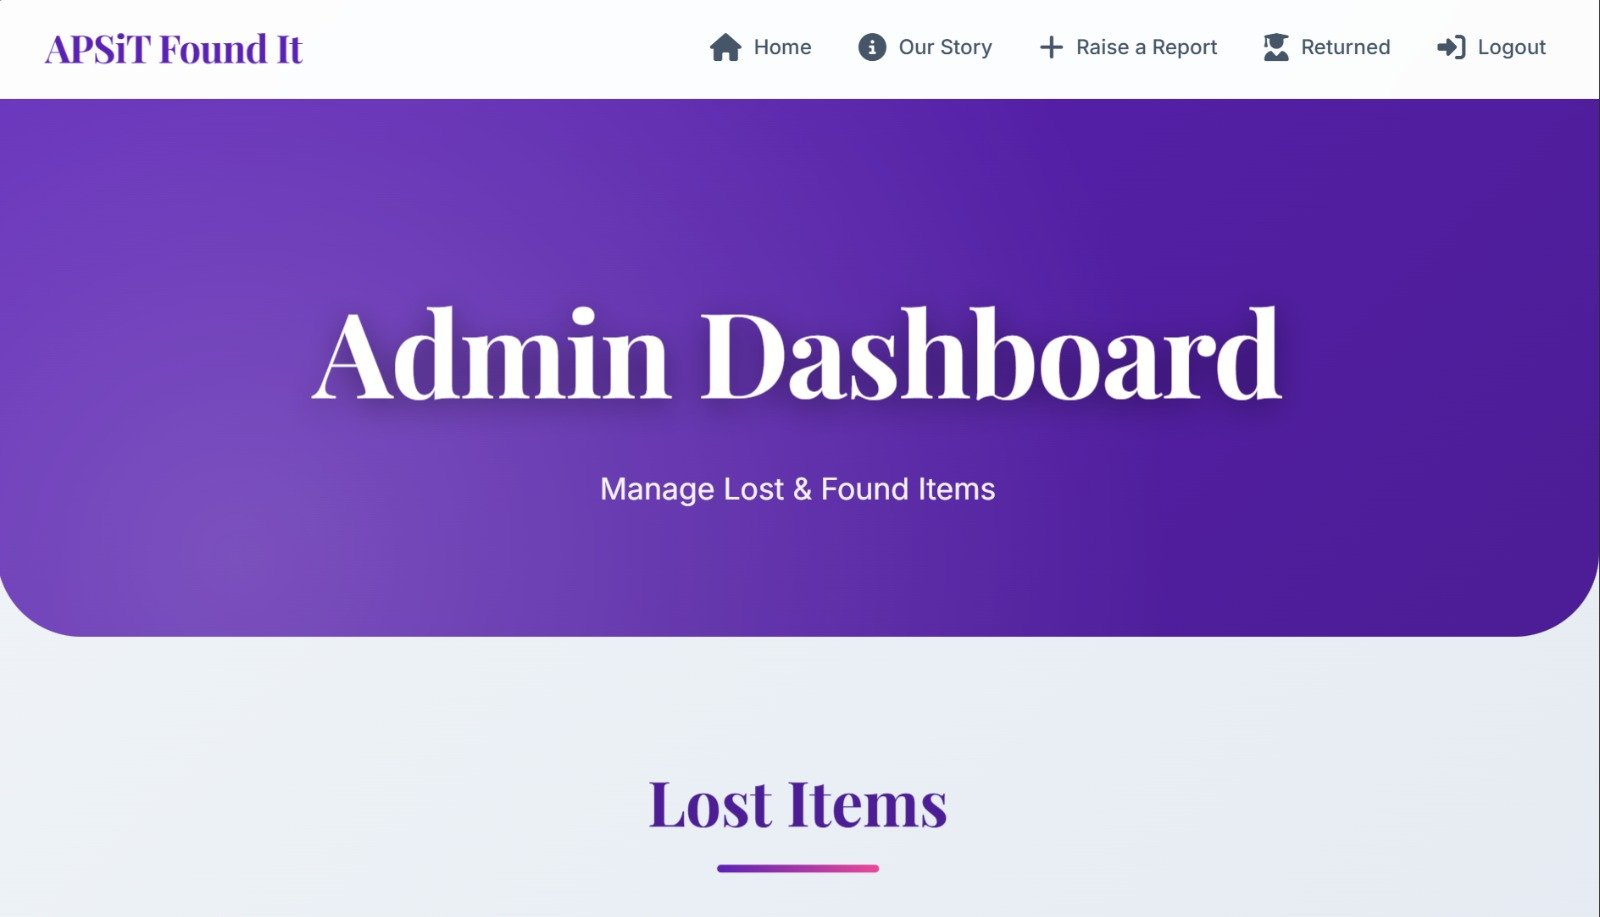 APSiT Found It
Home
Our Story
Raise a Report
Returned
Logout
Admin Dashboard
Manage Lost & Found Items
Lost Items